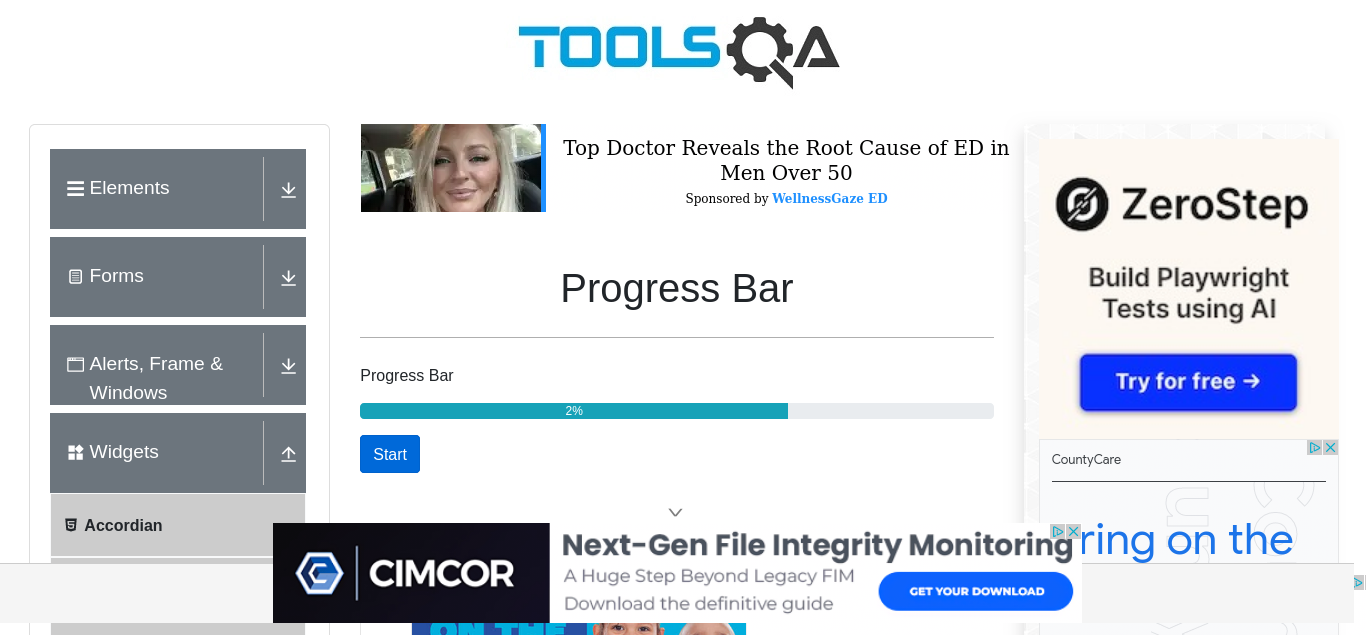 TOOLSQA
Elements
Forms
Alerts, Frame &
Windows
Widgets
Accordian
Top Doctor Reveals the Root Cause of ED in
Men Over 50
Sponsored by WellnessGaze ED
Progress Bar
Progress Bar
2%
Start
ZeroStep
Build Playwright
Tests using AI
Try for free →
CountyCare
ring on the
CIMCOR
Next-Gen File Integrity Monitoring
A Huge Step Beyond Legacy FIM
Download the definitive guide
GET YOUR DOWNLOAD
ON THE